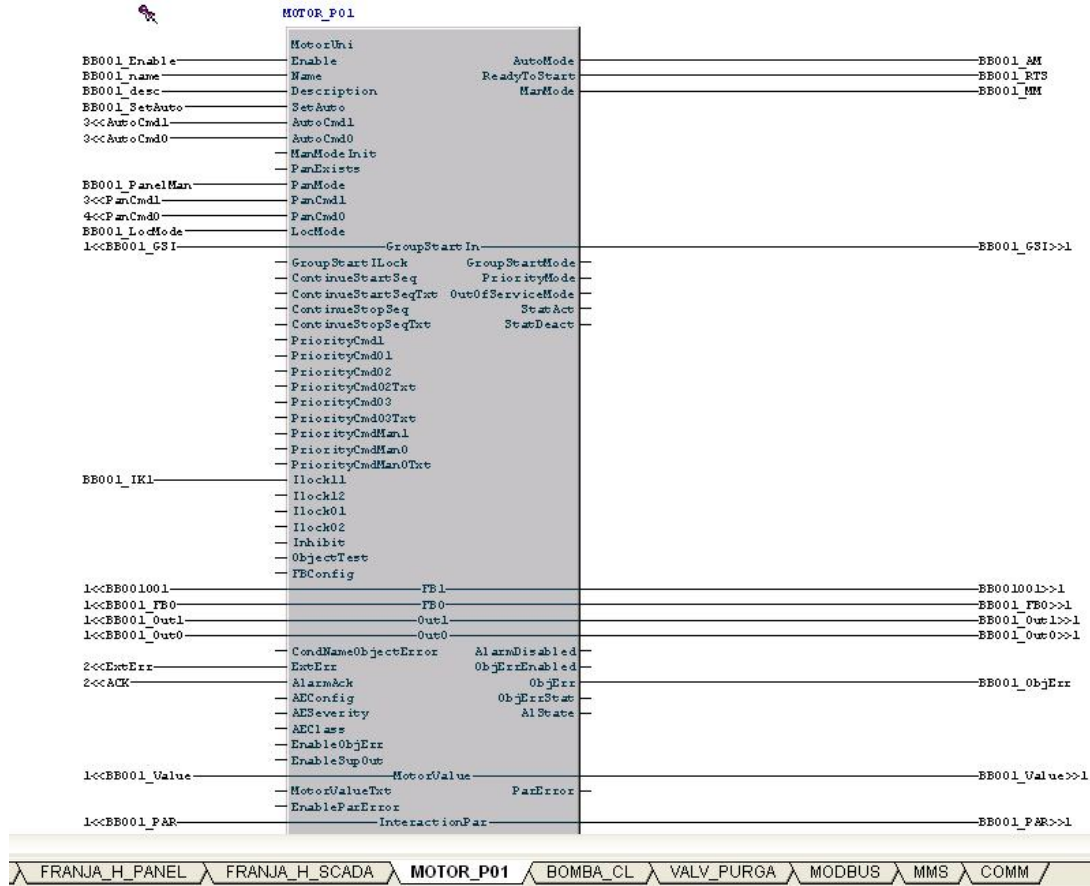 MOTOR_P01
MotorUni
BB001_Enable Enable AutoMode BB001_AM
BB001_name Name ReadyToStart BB001_RTS
BB001_desc Description ManMode BB001_MM
BB001_SetAuto SetAuto
3<<AutoCmd1 AutoCmd1
3<<AutoCmd0 AutoCmd0
ManModeInit
PanExists
BB001_PanelMan PanMode
3<<PanCmd1 PanCmd1
4<<PanCmd0 PanCmd0
BB001_LocMode LocMode
1<<BB001_GSI GroupStartIn BB001_GSI>>1
GroupStartILock GroupStartMode
ContinueStartSeq PriorityMode
ContinueStartSeqTxt OutOfServiceMode
ContinueStopSeq StatAct
ContinueStopSeqTxt StatDeact
PriorityCmd1
PriorityCmd01
PriorityCmd02
PriorityCmd02Txt
PriorityCmd03
PriorityCmd03Txt
PriorityCmdMan1
PriorityCmdMan0
PriorityCmdMan0Txt
BB001_IK1 Ilock11
Ilock12
Ilock01
Ilock02
Inhibit
ObjectTest
FBConfig
1<<BB001001 FB1 BB001001>>1
1<<BB001_FB0 FB0 BB001_FB0>>1
1<<BB001_Out1 Out1 BB001_Out1>>1
1<<BB001_Out0 Out0 BB001_Out0>>1
CondNameObjectError AlarmDisabled
2<<ExtErr ExtErr ObjErrEnabled
2<<ACK AlarmAck ObjErr BB001_ObjErr
AEConfig ObjErrStat
AESeverity AlState
AEClass
EnableObjErr
EnableSupOut
1<<BB001_Value MotorValue BB001_Value>>1
MotorValueTxt ParError
EnableParError
1<<BB001_PAR InteractionPar BB001_PAR>>1
FRANJA_H_PANEL FRANJA_H_SCADA MOTOR_P01 BOMBA_CL VALV_PURGA MODBUS MMS COMM